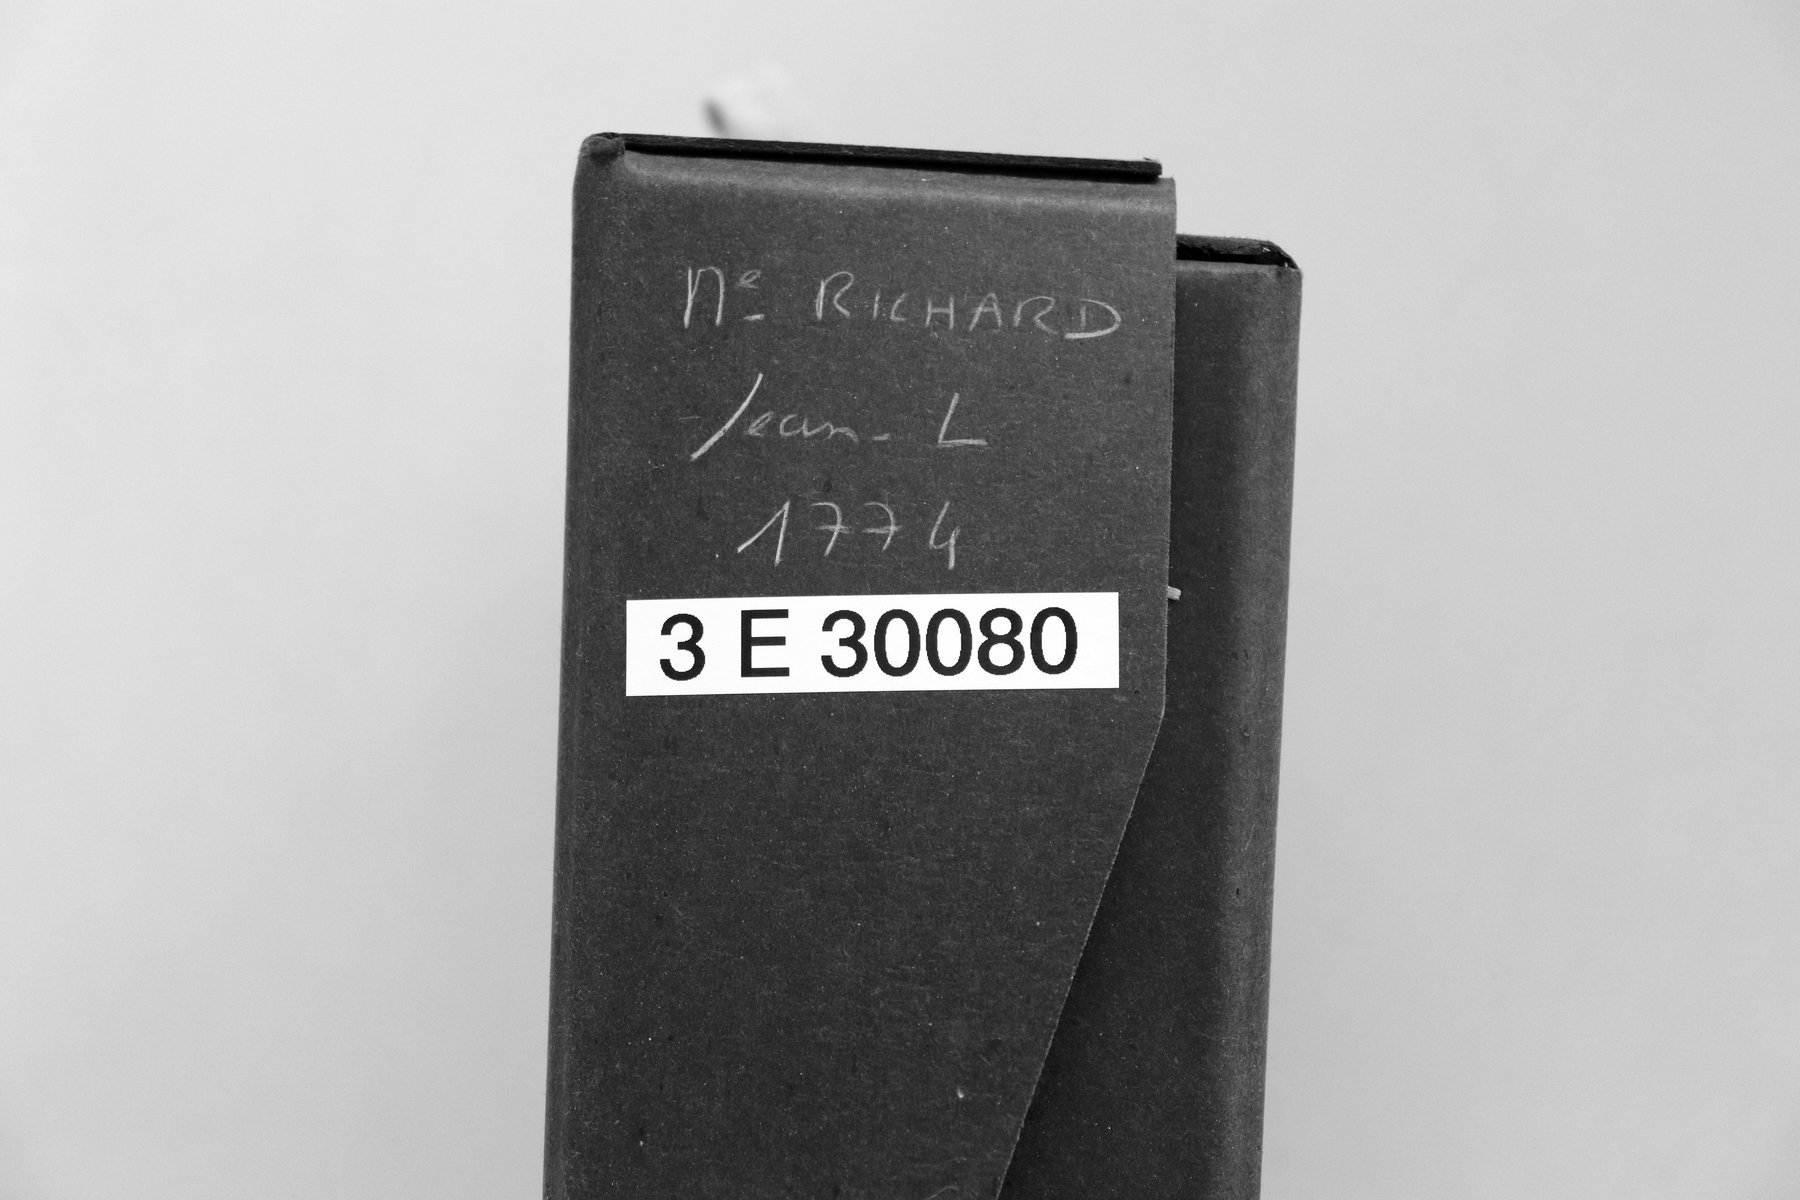 Me RICHARD
Jean-L
1774
3 E 30080